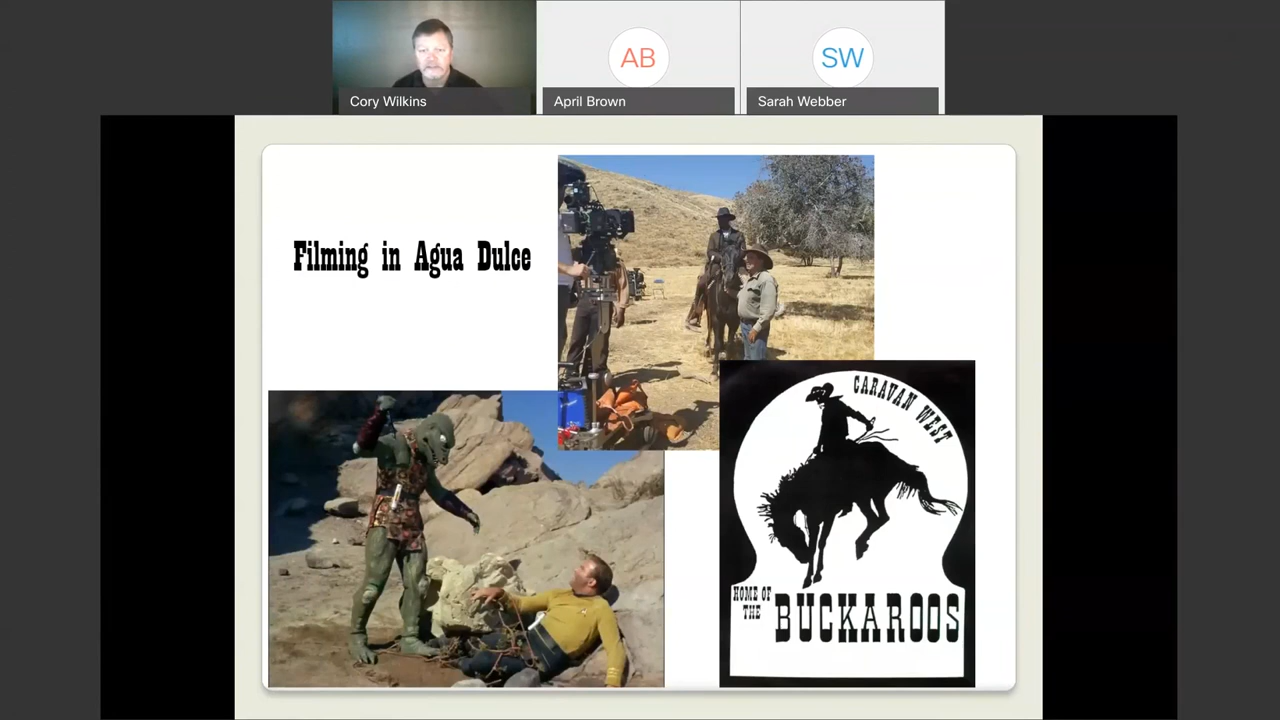 AB
SW
Cory Wilkins
April Brown
Sarah Webber
Filming in Agua Dulce
CARAVAN WEST
HOME OF
THE
BUCKAROOS